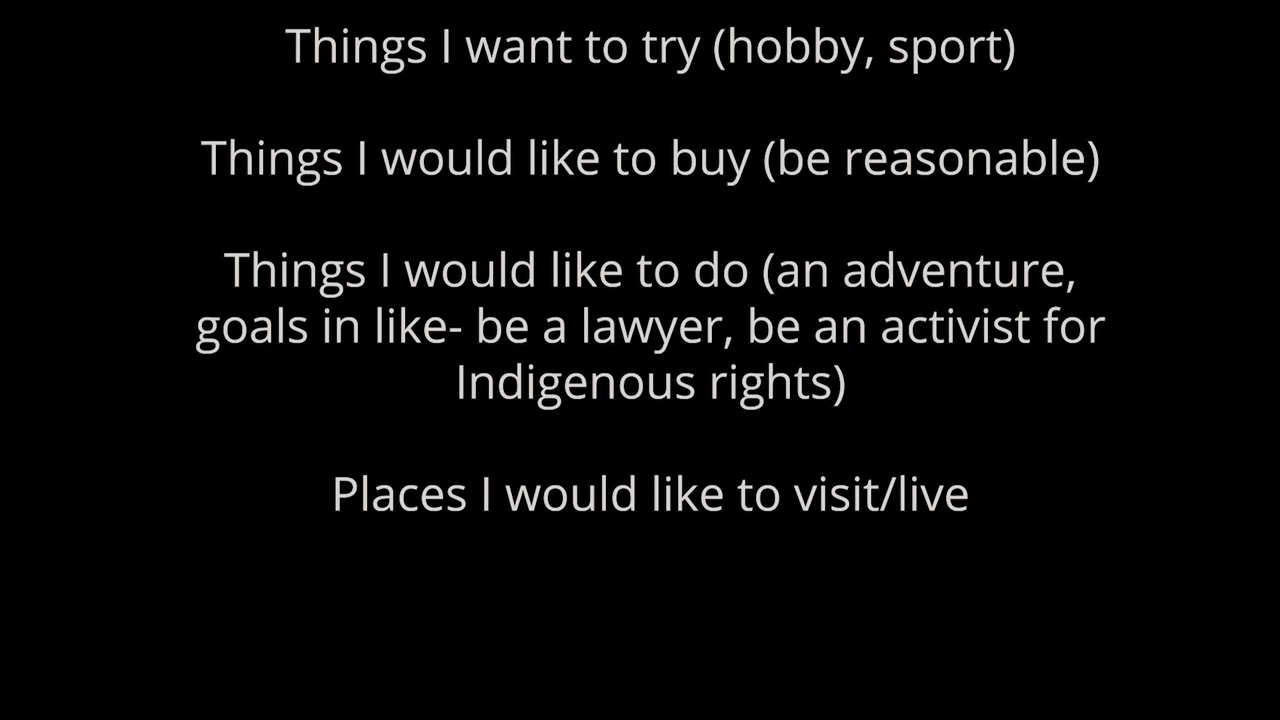 Things I want to try (hobby, sport)
Things I would like to buy (be reasonable)
Things I would like to do (an adventure,
goals in like- be a lawyer, be an activist for
Indigenous rights)
Places I would like to visit/live